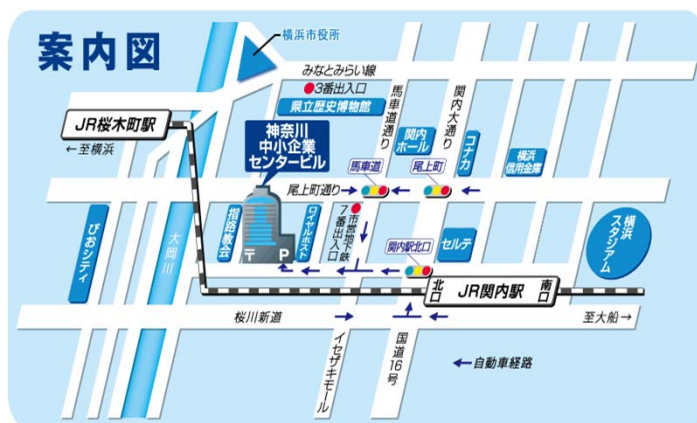 案内図
横浜市役所
みなとみらい線
3番出入口
県立歴史博物館
馬車道通り
関内大通り
JR桜木町駅
←至横浜
神奈川
中小企業
センタービル
関内
ホール
コナカ
横浜
信用金庫
馬車道
尾上町
尾上町通り
ぴおシティ
大岡川
指路教会
〒
P
ロイヤルホスト
市営地下鉄
7番出入口
関内駅北口
セルテ
横浜
スタジアム
北口
JR関内駅
南口
桜川新道
至大船→
イセザキモール
国道16号
←自動車経路